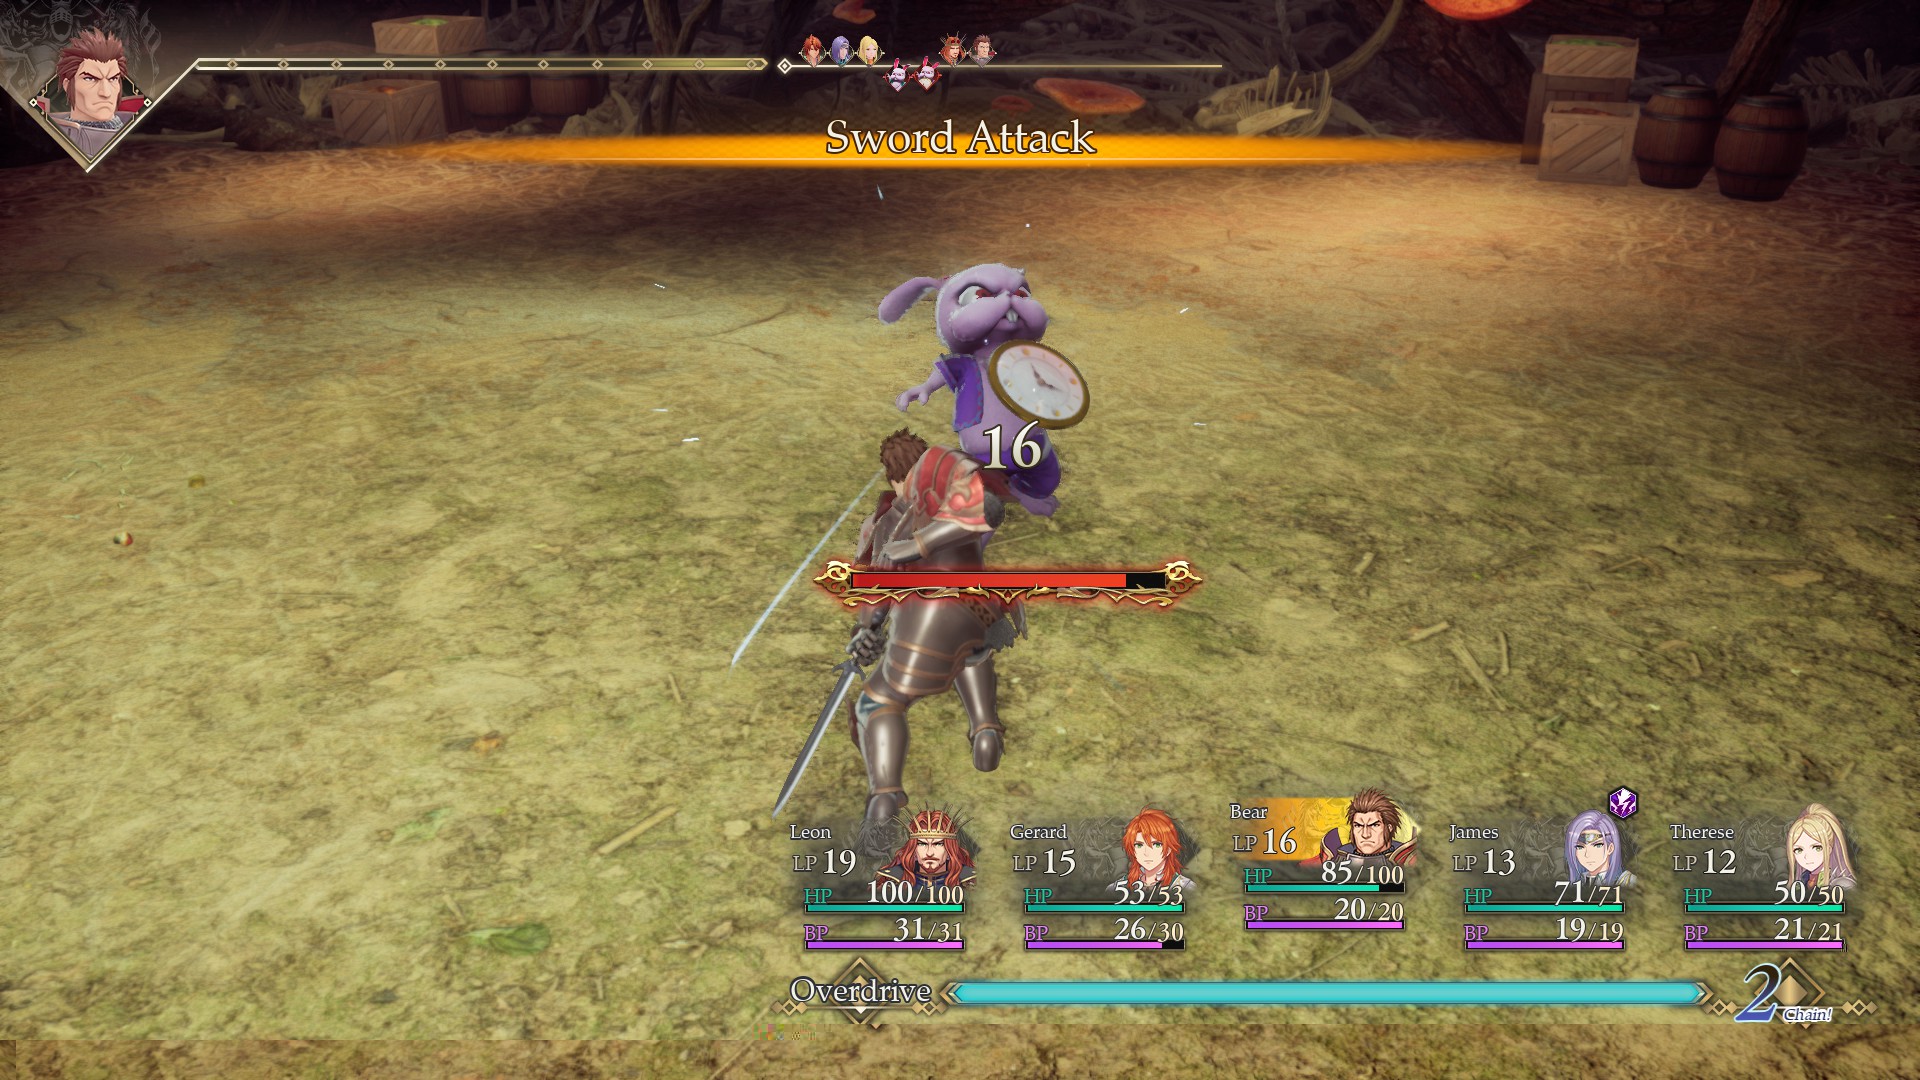 Sword Attack
16
Leon
LP 19
HP 100/100
BP 31/31
Gerard
LP 15
HP 53/53
BP 26/30
Bear
LP 16
HP 85/100
BP 20/20
James
LP 13
HP 71/71
BP 19/19
Therese
LP 12
HP 50/50
BP 21/21
Overdrive
2 Chain!